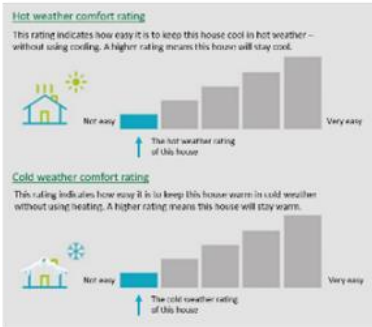 Hot weather comfort rating
This rating indicates how easy it is to keep this house cool in hot weather –
without using cooling. A higher rating means this house will stay cool.
Not easy
Very easy
The hot weather rating
of this house
Cold weather comfort rating
This rating indicates how easy it is to keep this house warm in cold weather
without using heating. A higher rating means this house will stay warm.
Not easy
Very easy
The cold weather rating
of this house